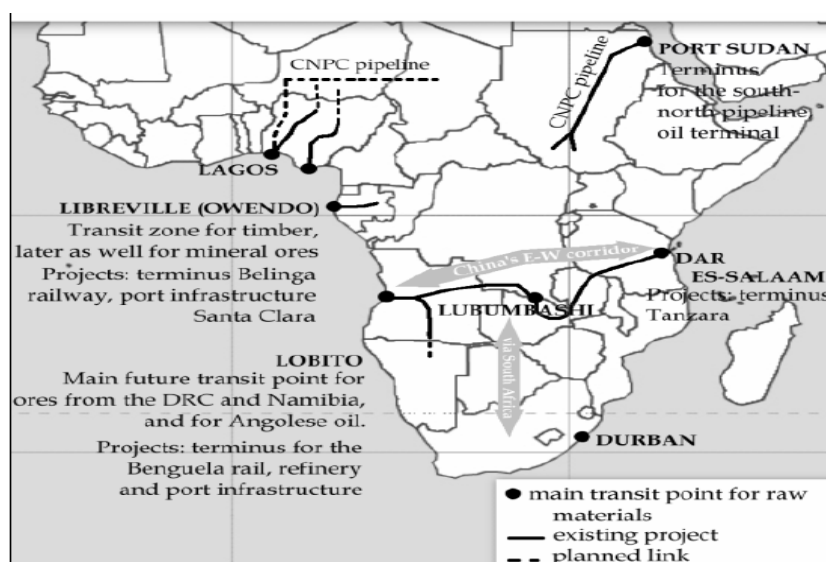 CNPC pipeline
CNPC pipeline
PORT SUDAN
Terminus
for the south-
north-pipeline,
oil terminal
LAGOS
LIBREVILLE (OWENDO)
Transit zone for timber,
later as well for mineral ores
Projects: terminus Belinga
railway, port infrastructure
Santa Clara
China's E-W corridor
DAR
ES-SALAAM
Projects: terminus
Tanzara
LUBUMBASHI
via South Africa
LOBITO
Main future transit point for
ores from the DRC and Namibia,
and for Angolese oil.
Projects: terminus for the
Benguela rail, refinery
and port infrastructure
DURBAN
main transit point for raw
materials
existing project
planned link